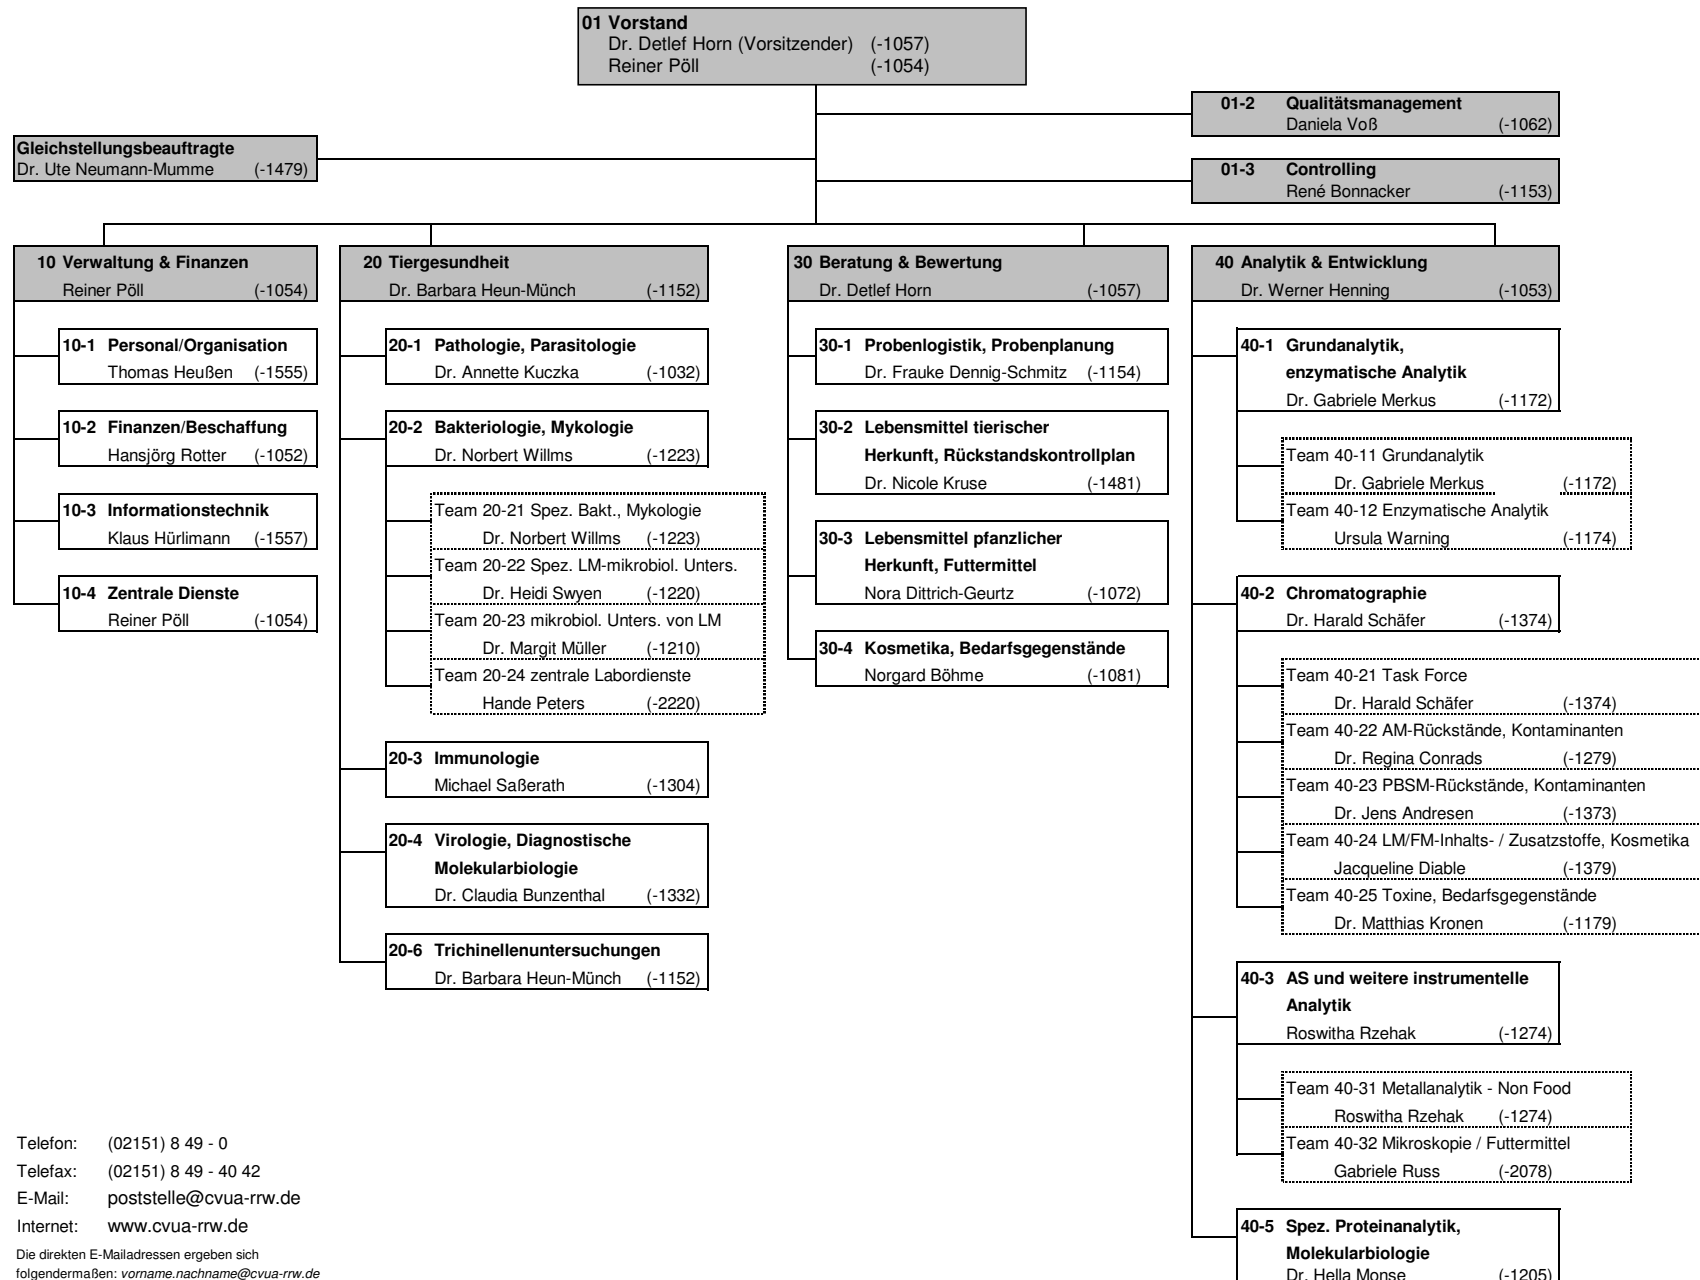 01 Vorstand
Dr. Detlef Horn (Vorsitzender) (-1057)
Reiner Pöll (-1054)
01-2 Qualitätsmanagement
Daniela Voß (-1062)
Gleichstellungsbeauftragte
Dr. Ute Neumann-Mumme (-1479)
01-3 Controlling
René Bonnacker (-1153)
10 Verwaltung & Finanzen
Reiner Pöll (-1054)
10-1 Personal/Organisation
Thomas Heußen (-1555)
10-2 Finanzen/Beschaffung
Hansjörg Rotter (-1052)
10-3 Informationstechnik
Klaus Hürlimann (-1557)
10-4 Zentrale Dienste
Reiner Pöll (-1054)
20 Tiergesundheit
Dr. Barbara Heun-Münch (-1152)
20-1 Pathologie, Parasitologie
Dr. Annette Kuczka (-1032)
20-2 Bakteriologie, Mykologie
Dr. Norbert Willms (-1223)
Team 20-21 Spez. Bakt., Mykologie
Dr. Norbert Willms (-1223)
Team 20-22 Spez. LM-mikrobiol. Unters.
Dr. Heidi Swyen (-1220)
Team 20-23 mikrobiol. Unters. von LM
Dr. Margit Müller (-1210)
Team 20-24 zentrale Labordienste
Hande Peters (-2220)
20-3 Immunologie
Michael Saßerath (-1304)
20-4 Virologie, Diagnostische
Molekularbiologie
Dr. Claudia Bunzenthal (-1332)
20-6 Trichinellenuntersuchungen
Dr. Barbara Heun-Münch (-1152)
30 Beratung & Bewertung
Dr. Detlef Horn (-1057)
30-1 Probenlogistik, Probenplanung
Dr. Frauke Dennig-Schmitz (-1154)
30-2 Lebensmittel tierischer
Herkunft, Rückstandskontrollplan
Dr. Nicole Kruse (-1481)
30-3 Lebensmittel pfanzlicher
Herkunft, Futtermittel
Nora Dittrich-Geurtz (-1072)
30-4 Kosmetika, Bedarfsgegenstände
Norgard Böhme (-1081)
40 Analytik & Entwicklung
Dr. Werner Henning (-1053)
40-1 Grundanalytik,
enzymatische Analytik
Dr. Gabriele Merkus (-1172)
Team 40-11 Grundanalytik
Dr. Gabriele Merkus (-1172)
Team 40-12 Enzymatische Analytik
Ursula Warning (-1174)
40-2 Chromatographie
Dr. Harald Schäfer (-1374)
Team 40-21 Task Force
Dr. Harald Schäfer (-1374)
Team 40-22 AM-Rückstände, Kontaminanten
Dr. Regina Conrads (-1279)
Team 40-23 PBSM-Rückstände, Kontaminanten
Dr. Jens Andresen (-1373)
Team 40-24 LM/FM-Inhalts- / Zusatzstoffe, Kosmetika
Jacqueline Diable (-1379)
Team 40-25 Toxine, Bedarfsgegenstände
Dr. Matthias Kronen (-1179)
40-3 AS und weitere instrumentelle
Analytik
Roswitha Rzehak (-1274)
Team 40-31 Metallanalytik - Non Food
Roswitha Rzehak (-1274)
Team 40-32 Mikroskopie / Futtermittel
Gabriele Russ (-2078)
40-5 Spez. Proteinanalytik,
Molekularbiologie
Dr. Hella Monse (-1205)
Telefon: (02151) 8 49 - 0
Telefax: (02151) 8 49 - 40 42
E-Mail: poststelle@cvua-rrw.de
Internet: www.cvua-rrw.de
Die direkten E-Mailadressen ergeben sich
folgendermaßen: vorname.nachname@cvua-rrw.de